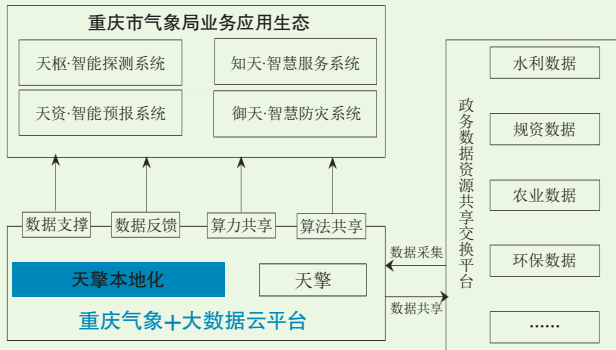 重庆市气象局业务应用生态
天枢·智能探测系统
知天·智慧服务系统
天资·智能预报系统
御天·智慧防灾系统
数据支撑
数据反馈
算力共享
算法共享
天擎本地化
天擎
重庆气象+大数据云平台
数据采集
数据共享
政务数据资源共享交换平台
水利数据
规资数据
农业数据
环保数据
……